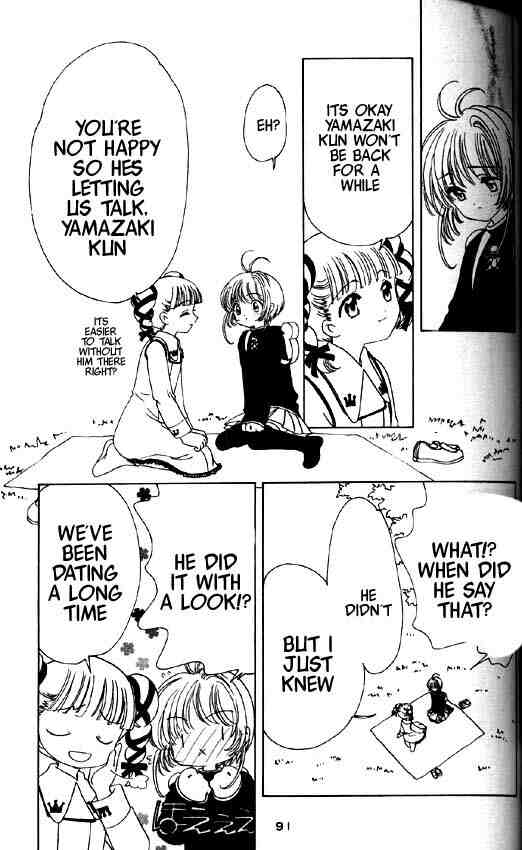 ITS OKAY
YAMAZAKI
KUN WON'T
BE BACK
FOR A
WHILE
EH?
YOU'RE
NOT HAPPY
SO HES
LETTING
US TALK.
YAMAZAKI
KUN
ITS
EASIER
TO TALK
WITHOUT
HIM THERE
RIGHT?
WHAT!?
WHEN DID
HE SAY
THAT?
HE
DIDN'T
BUT I
JUST
KNEW
HE DID
IT WITH
A LOOK!?
WE'VE
BEEN
DATING
A LONG
TIME
91